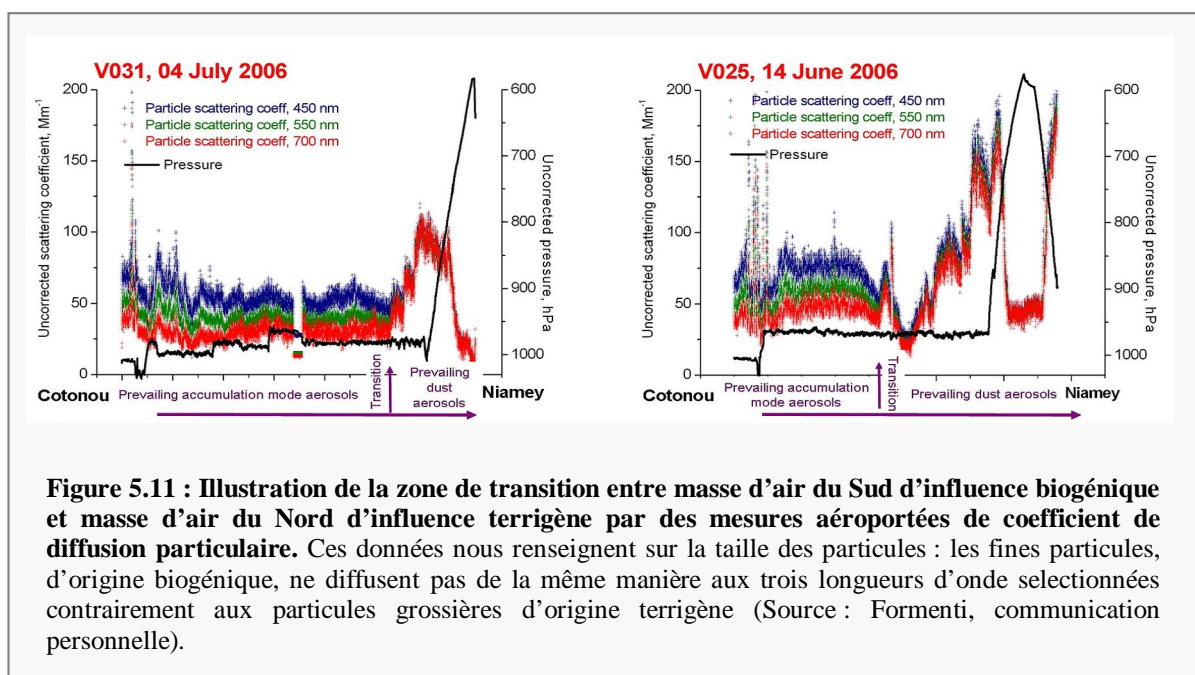 V031, 04 July 2006
200
150
100
50
0
Uncorrected scattering coefficient, Mm-1
Particle scattering coeff, 450 nm
Particle scattering coeff, 550 nm
Particle scattering coeff, 700 nm
Pressure
600
700
800
900
1000
Uncorrected pressure, hPa
Cotonou
Prevailing accumulation mode aerosols
Transition
Prevailing
dust
aerosols
Niamey
V025, 14 June 2006
200
150
100
50
0
Uncorrected scattering coefficient, Mm-1
Particle scattering coeff, 450 nm
Particle scattering coeff, 550 nm
Particle scattering coeff, 700 nm
Pressure
600
700
800
900
1000
Uncorrected pressure, hPa
Cotonou
Prevailing accumulation
mode aerosols
Transition
Prevailing dust aerosols
Niamey
Figure 5.11 : Illustration de la zone de transition entre masse d’air du Sud d’influence biogénique
et masse d’air du Nord d’influence terrigène par des mesures aéroportées de coefficient de
diffusion particulaire. Ces données nous renseignent sur la taille des particules : les fines particules,
d’origine biogénique, ne diffusent pas de la même manière aux trois longueurs d’onde selectionnées
contrairement aux particules grossières d’origine terrigène (Source : Formenti, communication
personnelle).